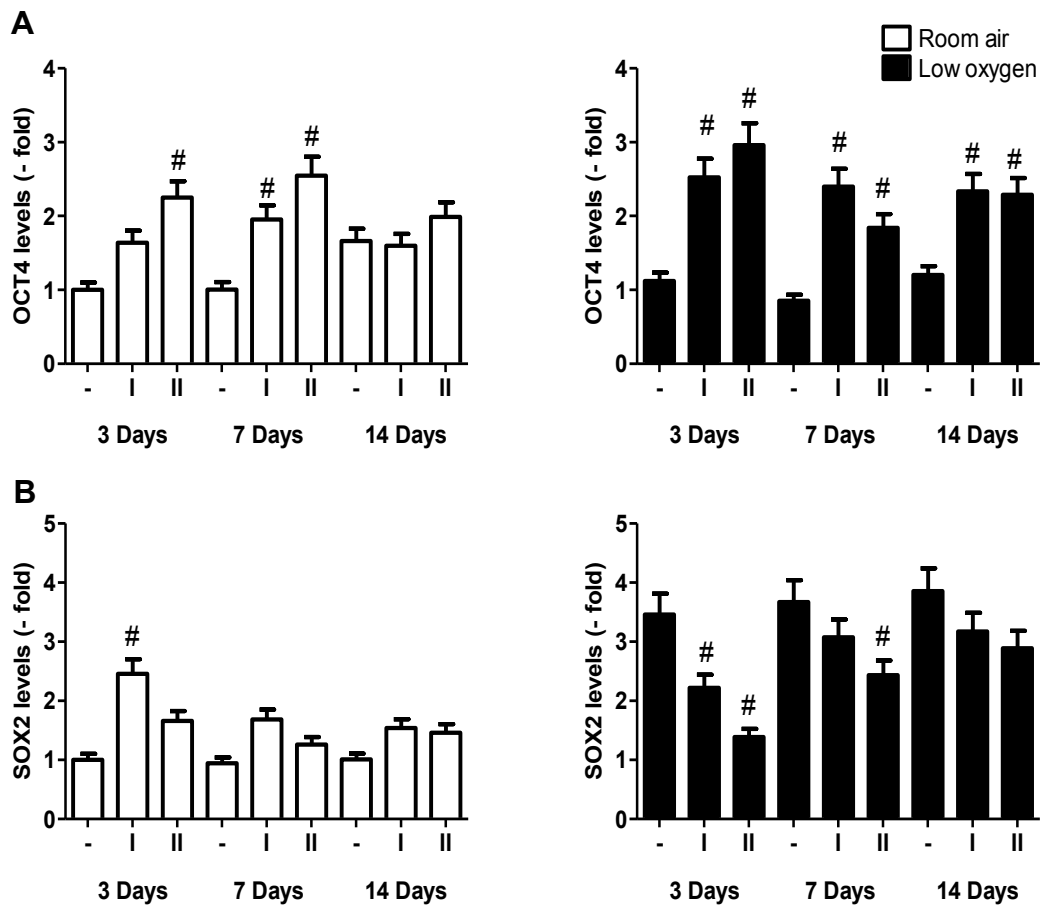 A
Room air
Low oxygen
OCT4 levels (- fold)
4
3
2
1
0
# # #
- I II - I II - I II
3 Days 7 Days 14 Days
OCT4 levels (- fold)
4
3
2
1
0
# # # # # #
- I II - I II - I II
3 Days 7 Days 14 Days
B
SOX2 levels (- fold)
5
4
3
2
1
0
#
- I II - I II - I II
3 Days 7 Days 14 Days
SOX2 levels (- fold)
5
4
3
2
1
0
# # #
- I II - I II - I II
3 Days 7 Days 14 Days